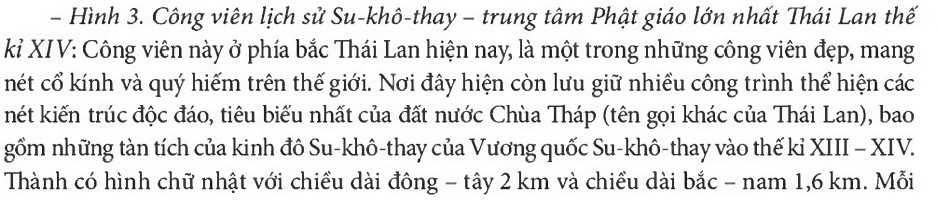 – Hình 3. Công viên lịch sử Su-khô-thay – trung tâm Phật giáo lớn nhất Thái Lan thế
kỉ XIV: Công viên này ở phía bắc Thái Lan hiện nay, là một trong những công viên đẹp, mang
nét cổ kính và quý hiếm trên thế giới. Nơi đây hiện còn lưu giữ nhiều công trình thể hiện các
nét kiến trúc độc đáo, tiêu biểu nhất của đất nước Chùa Tháp (tên gọi khác của Thái Lan), bao
gồm những tàn tích của kinh đô Su-khô-thay của Vương quốc Su-khô-thay vào thế kỉ XIII – XIV.
Thành có hình chữ nhật với chiều dài đông – tây 2 km và chiều dài bắc – nam 1,6 km. Mỗi